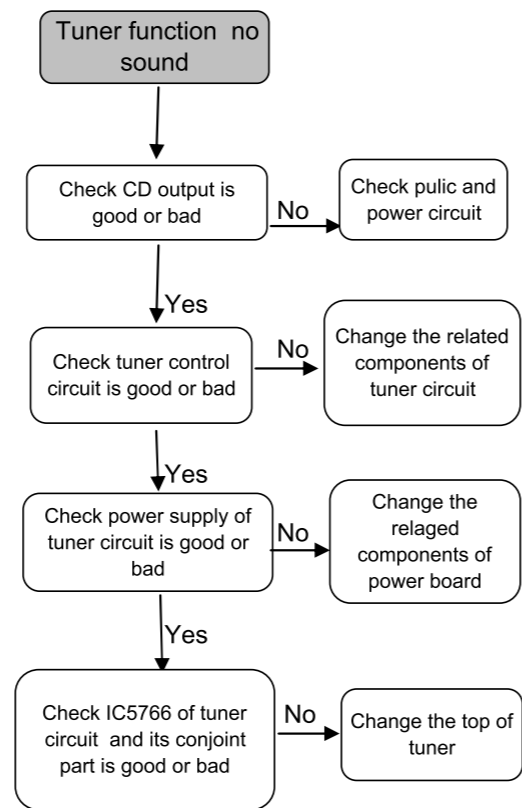 Tuner function no
sound
Check CD output is
good or bad
No
Check pulic and
power circuit
Yes
Check tuner control
circuit is good or bad
No
Change the related
components of
tuner circuit
Yes
Check power supply of
tuner circuit is good or
bad
No
Change the
relaged
components of
power board
Yes
Check IC5766 of tuner
circuit and its conjoint
part is good or bad
No
Change the top of
tuner